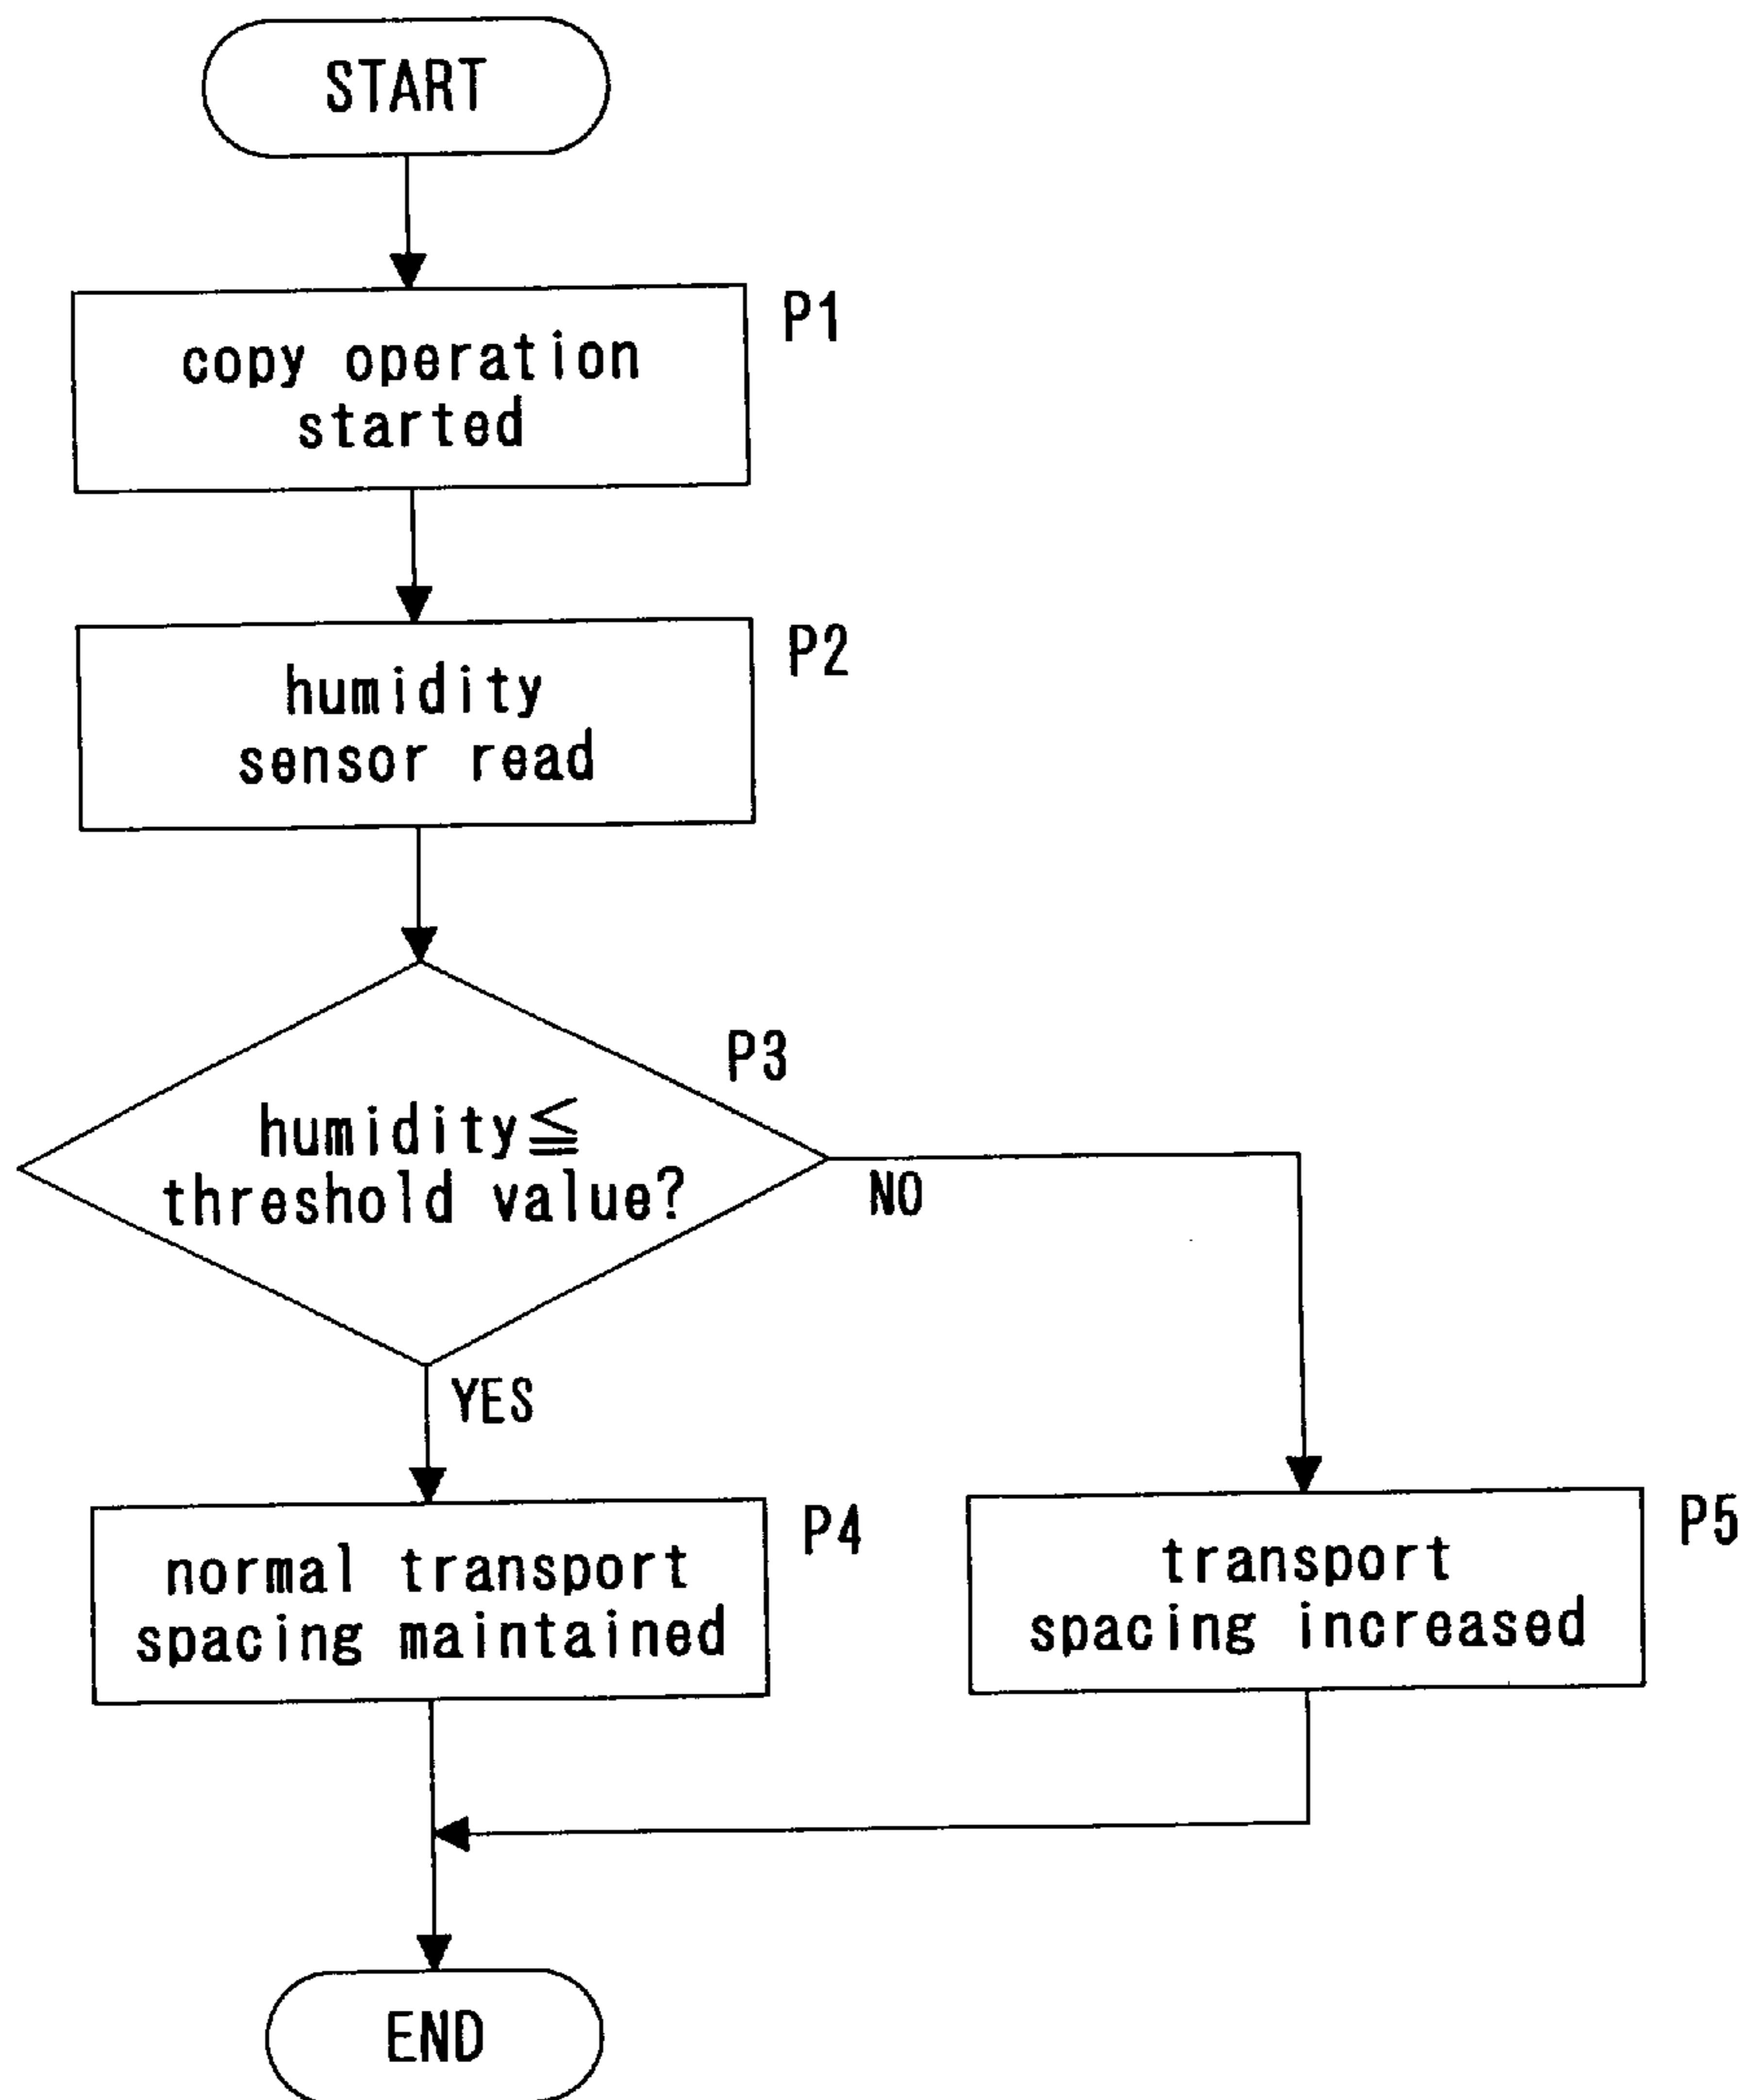 START
P1
copy operation
started
P2
humidity
sensor read
P3
humidity≦
threshold value?
NO
YES
P4
normal transport
spacing maintained
P5
transport
spacing increased
END